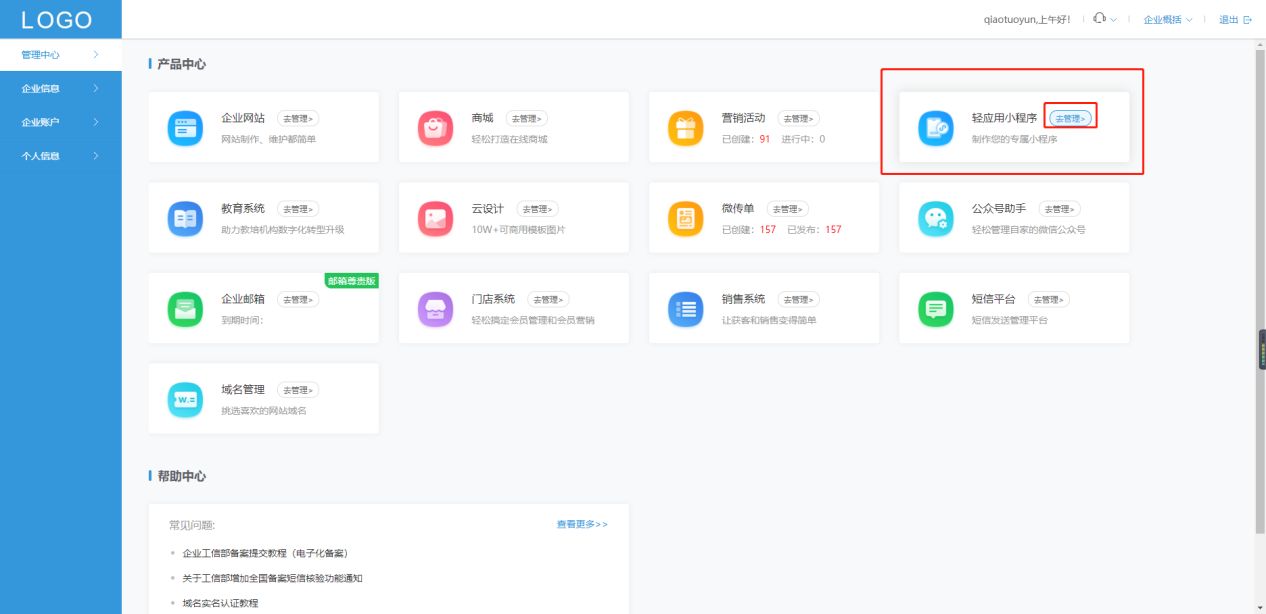 LOGO
qiaotuoyun,上午好!
企业概括
退出
管理中心
企业信息
企业账户
个人信息
产品中心
企业网站 去管理>
网站制作、维护都简单
商城 去管理>
轻松打造在线商城
营销活动 去管理>
已创建: 91 进行中: 0
轻应用小程序 去管理>
制作您的专属小程序
教育系统 去管理>
助力教培机构数字化转型升级
云设计 去管理>
10W+可商用模板图片
微传单 去管理>
已创建: 157 已发布: 157
公众号助手 去管理>
轻松管理自家的微信公众号
邮箱尊贵版
企业邮箱 去管理>
到期时间:
门店系统 去管理>
轻松搞定会员管理和会员营销
销售系统 去管理>
让获客和销售变得简单
短信平台 去管理>
短信发送管理平台
w.=
域名管理 去管理>
挑选喜欢的网站域名
帮助中心
常见问题:
查看更多>>
企业工信部备案提交教程（电子化备案）
关于工信部增加全国备案短信核验功能通知
域名实名认证教程